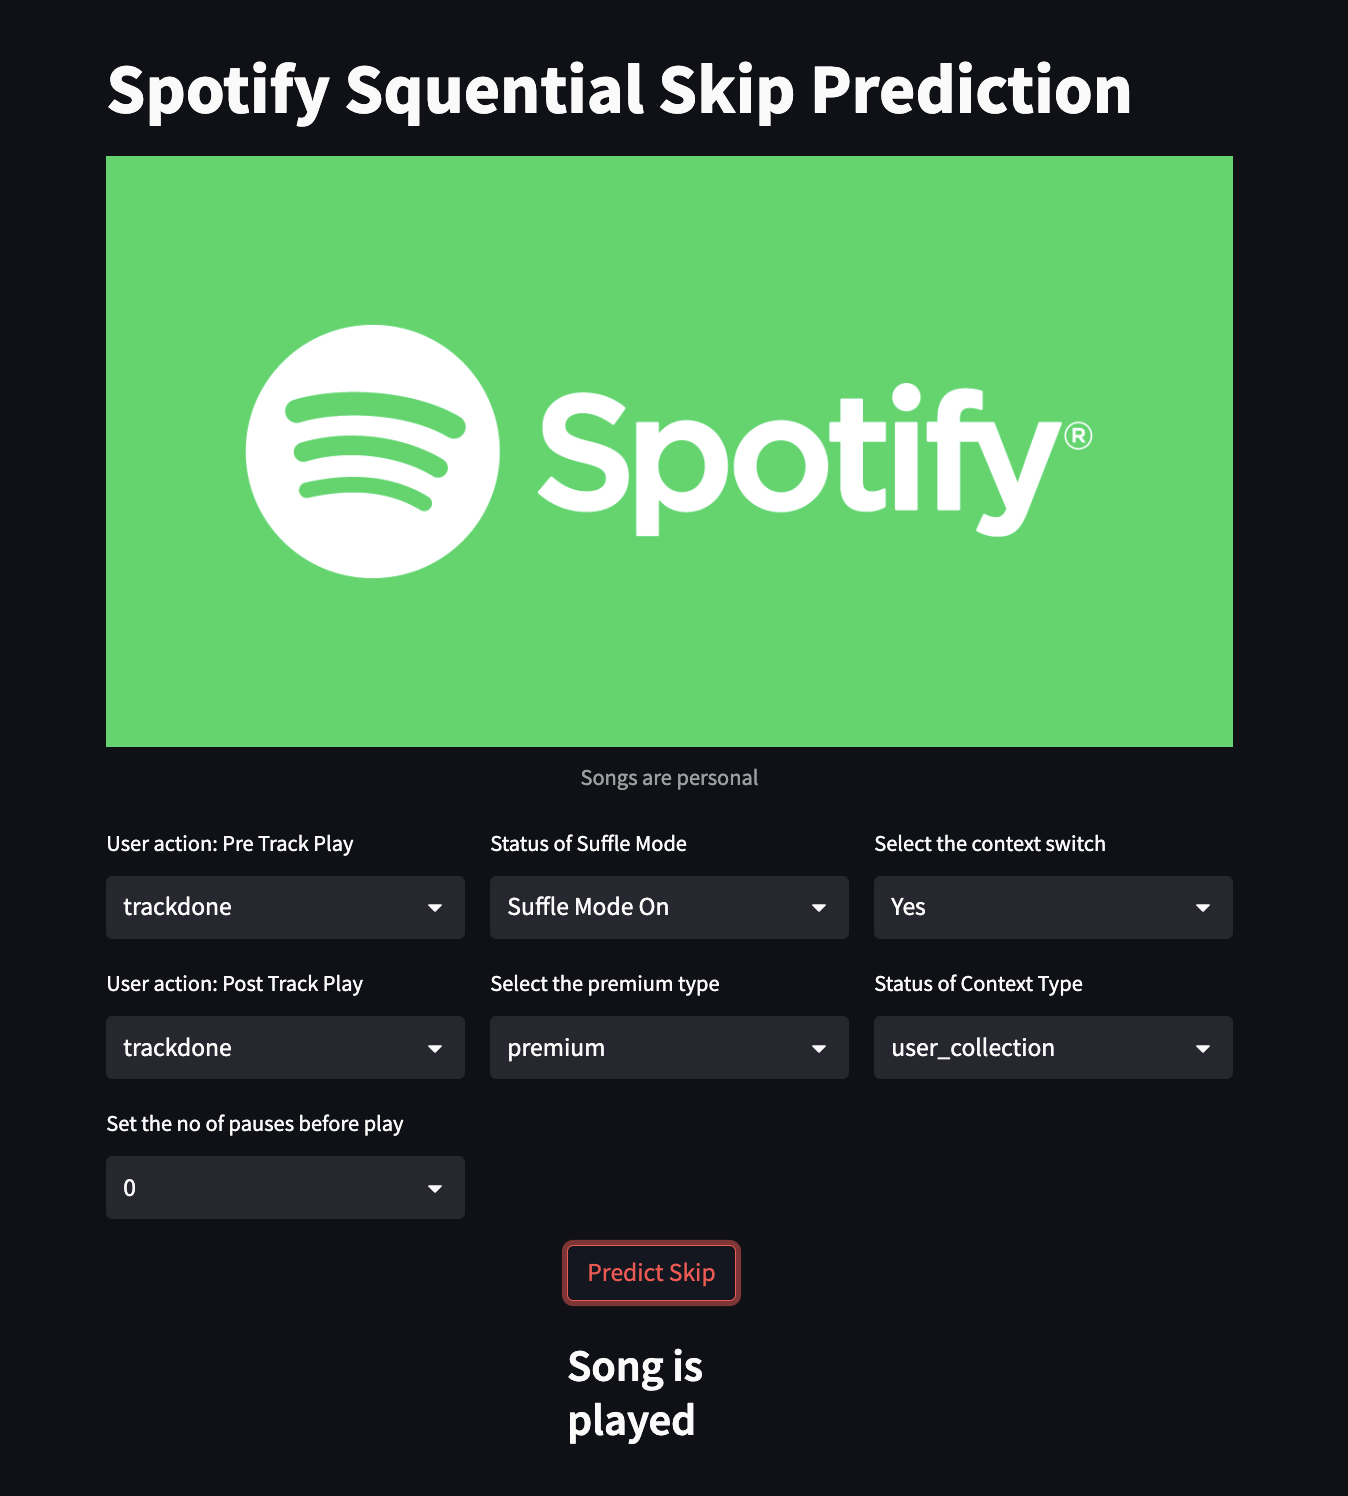 Spotify Squential Skip Prediction
Spotify®
Songs are personal
User action: Pre Track Play
Status of Suffle Mode
Select the context switch
trackdone
Suffle Mode On
Yes
User action: Post Track Play
Select the premium type
Status of Context Type
trackdone
premium
user_collection
Set the no of pauses before play
0
Predict Skip
Song is
played